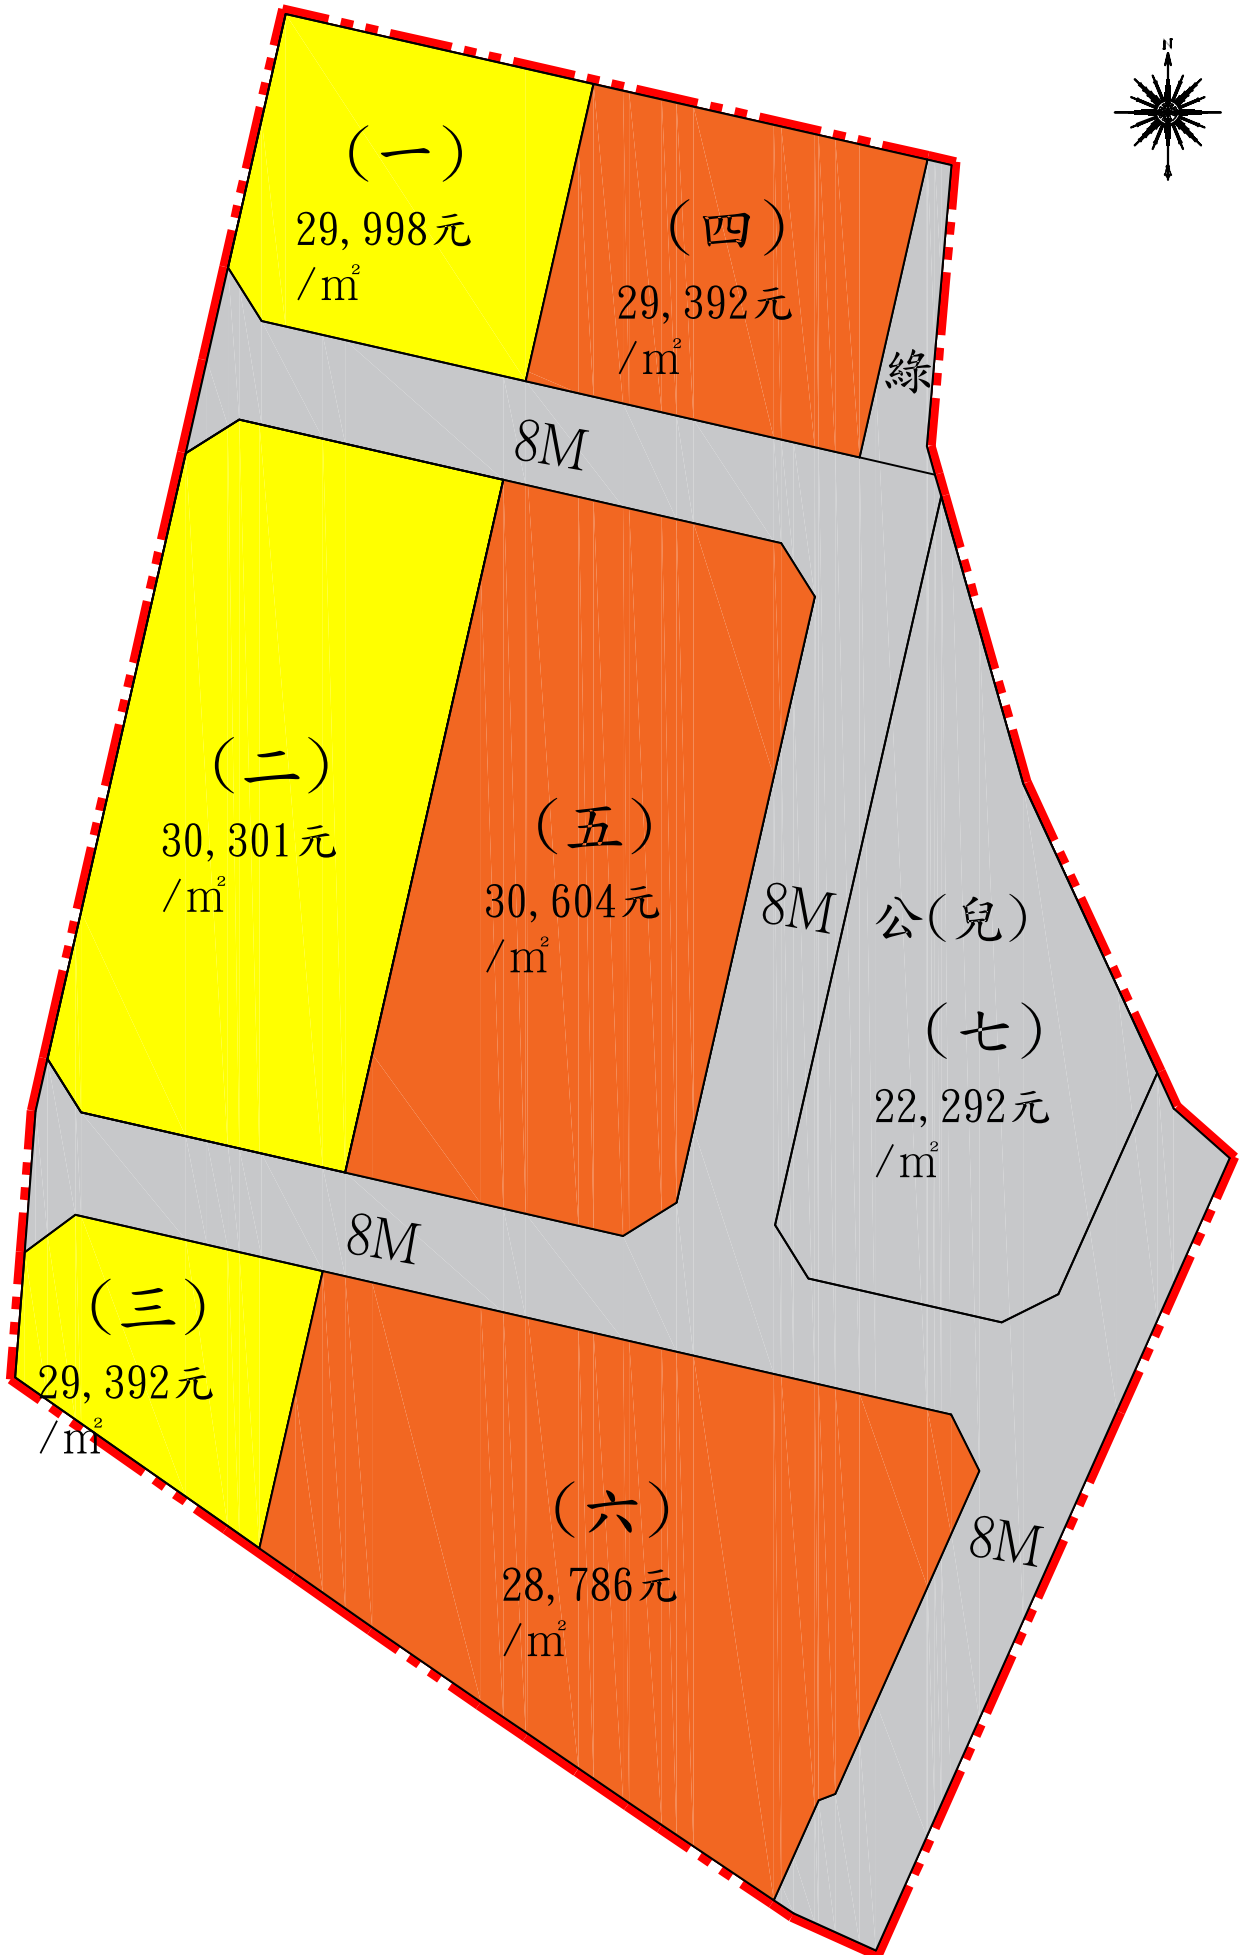 N
(一)
29,998元
/㎡
(四)
29,392元
/㎡
綠
8M
(二)
30,301元
/㎡
(五)
30,604元
/㎡
8M
公(兒)
(七)
22,292元
/㎡
8M
(三)
29,392元
/㎡
(六)
28,786元
/㎡
8M